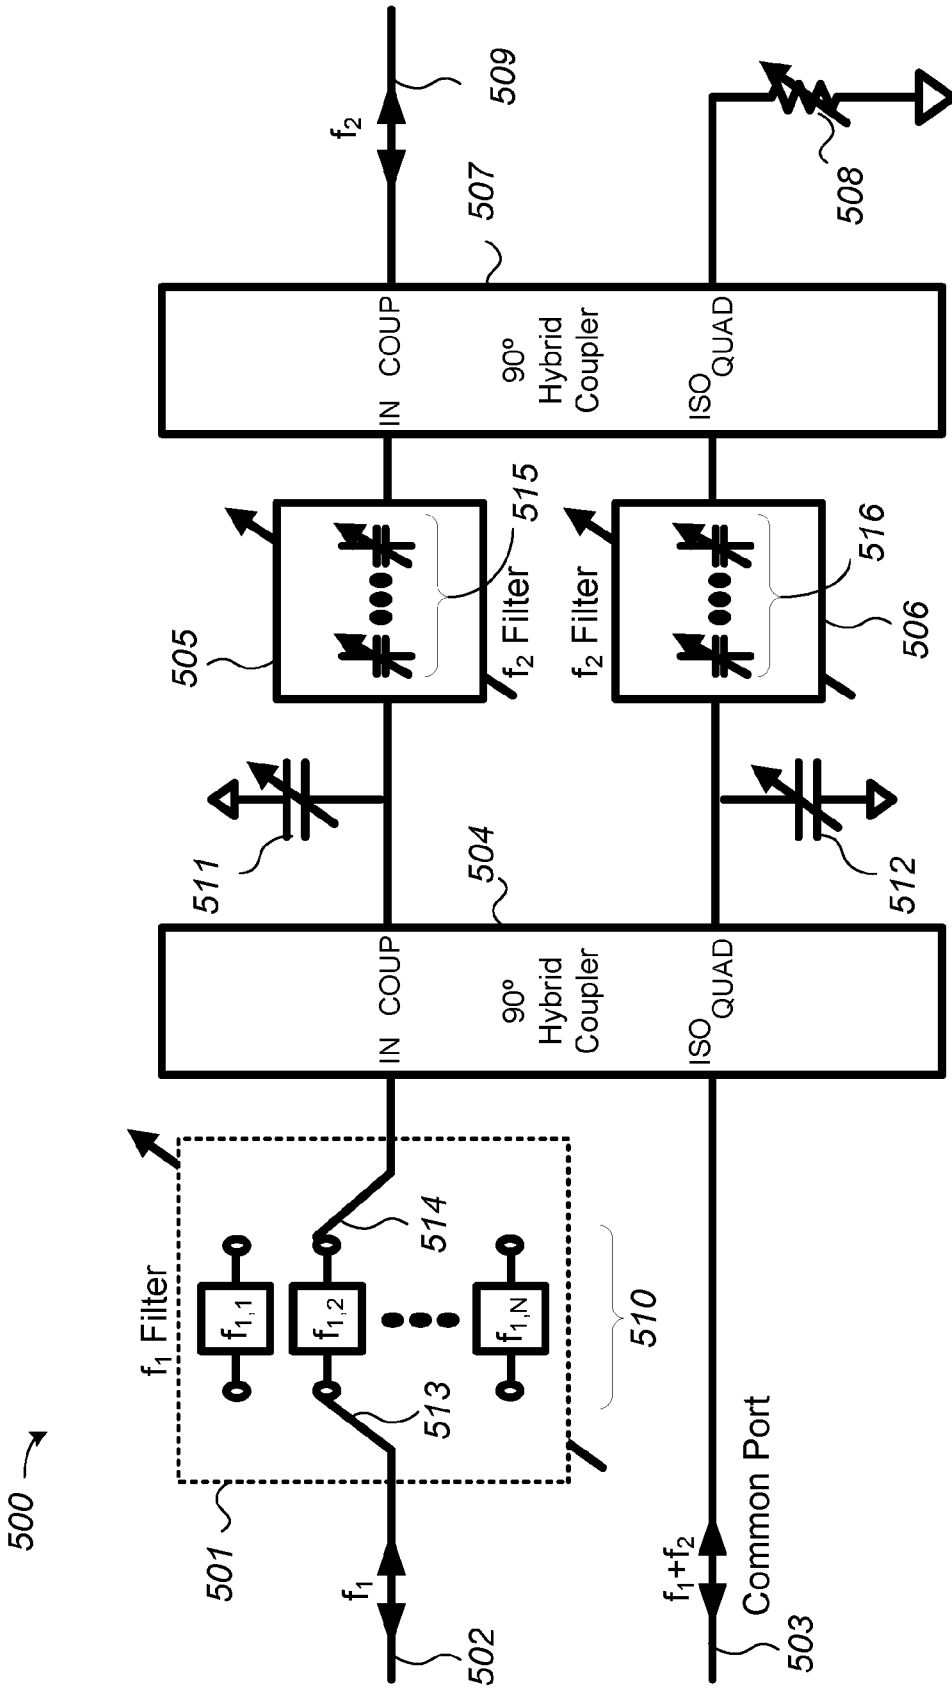 500
501
f₁ Filter
f₁,₁
f₁,₂
f₁,N
513
514
510
f₁
502
f₁+f₂
Common Port
503
IN
COUP
90º
Hybrid
Coupler
ISO
QUAD
504
511
512
505
515
f₂ Filter
f₂ Filter
516
506
IN
COUP
90º
Hybrid
Coupler
ISO
QUAD
507
f₂
509
508